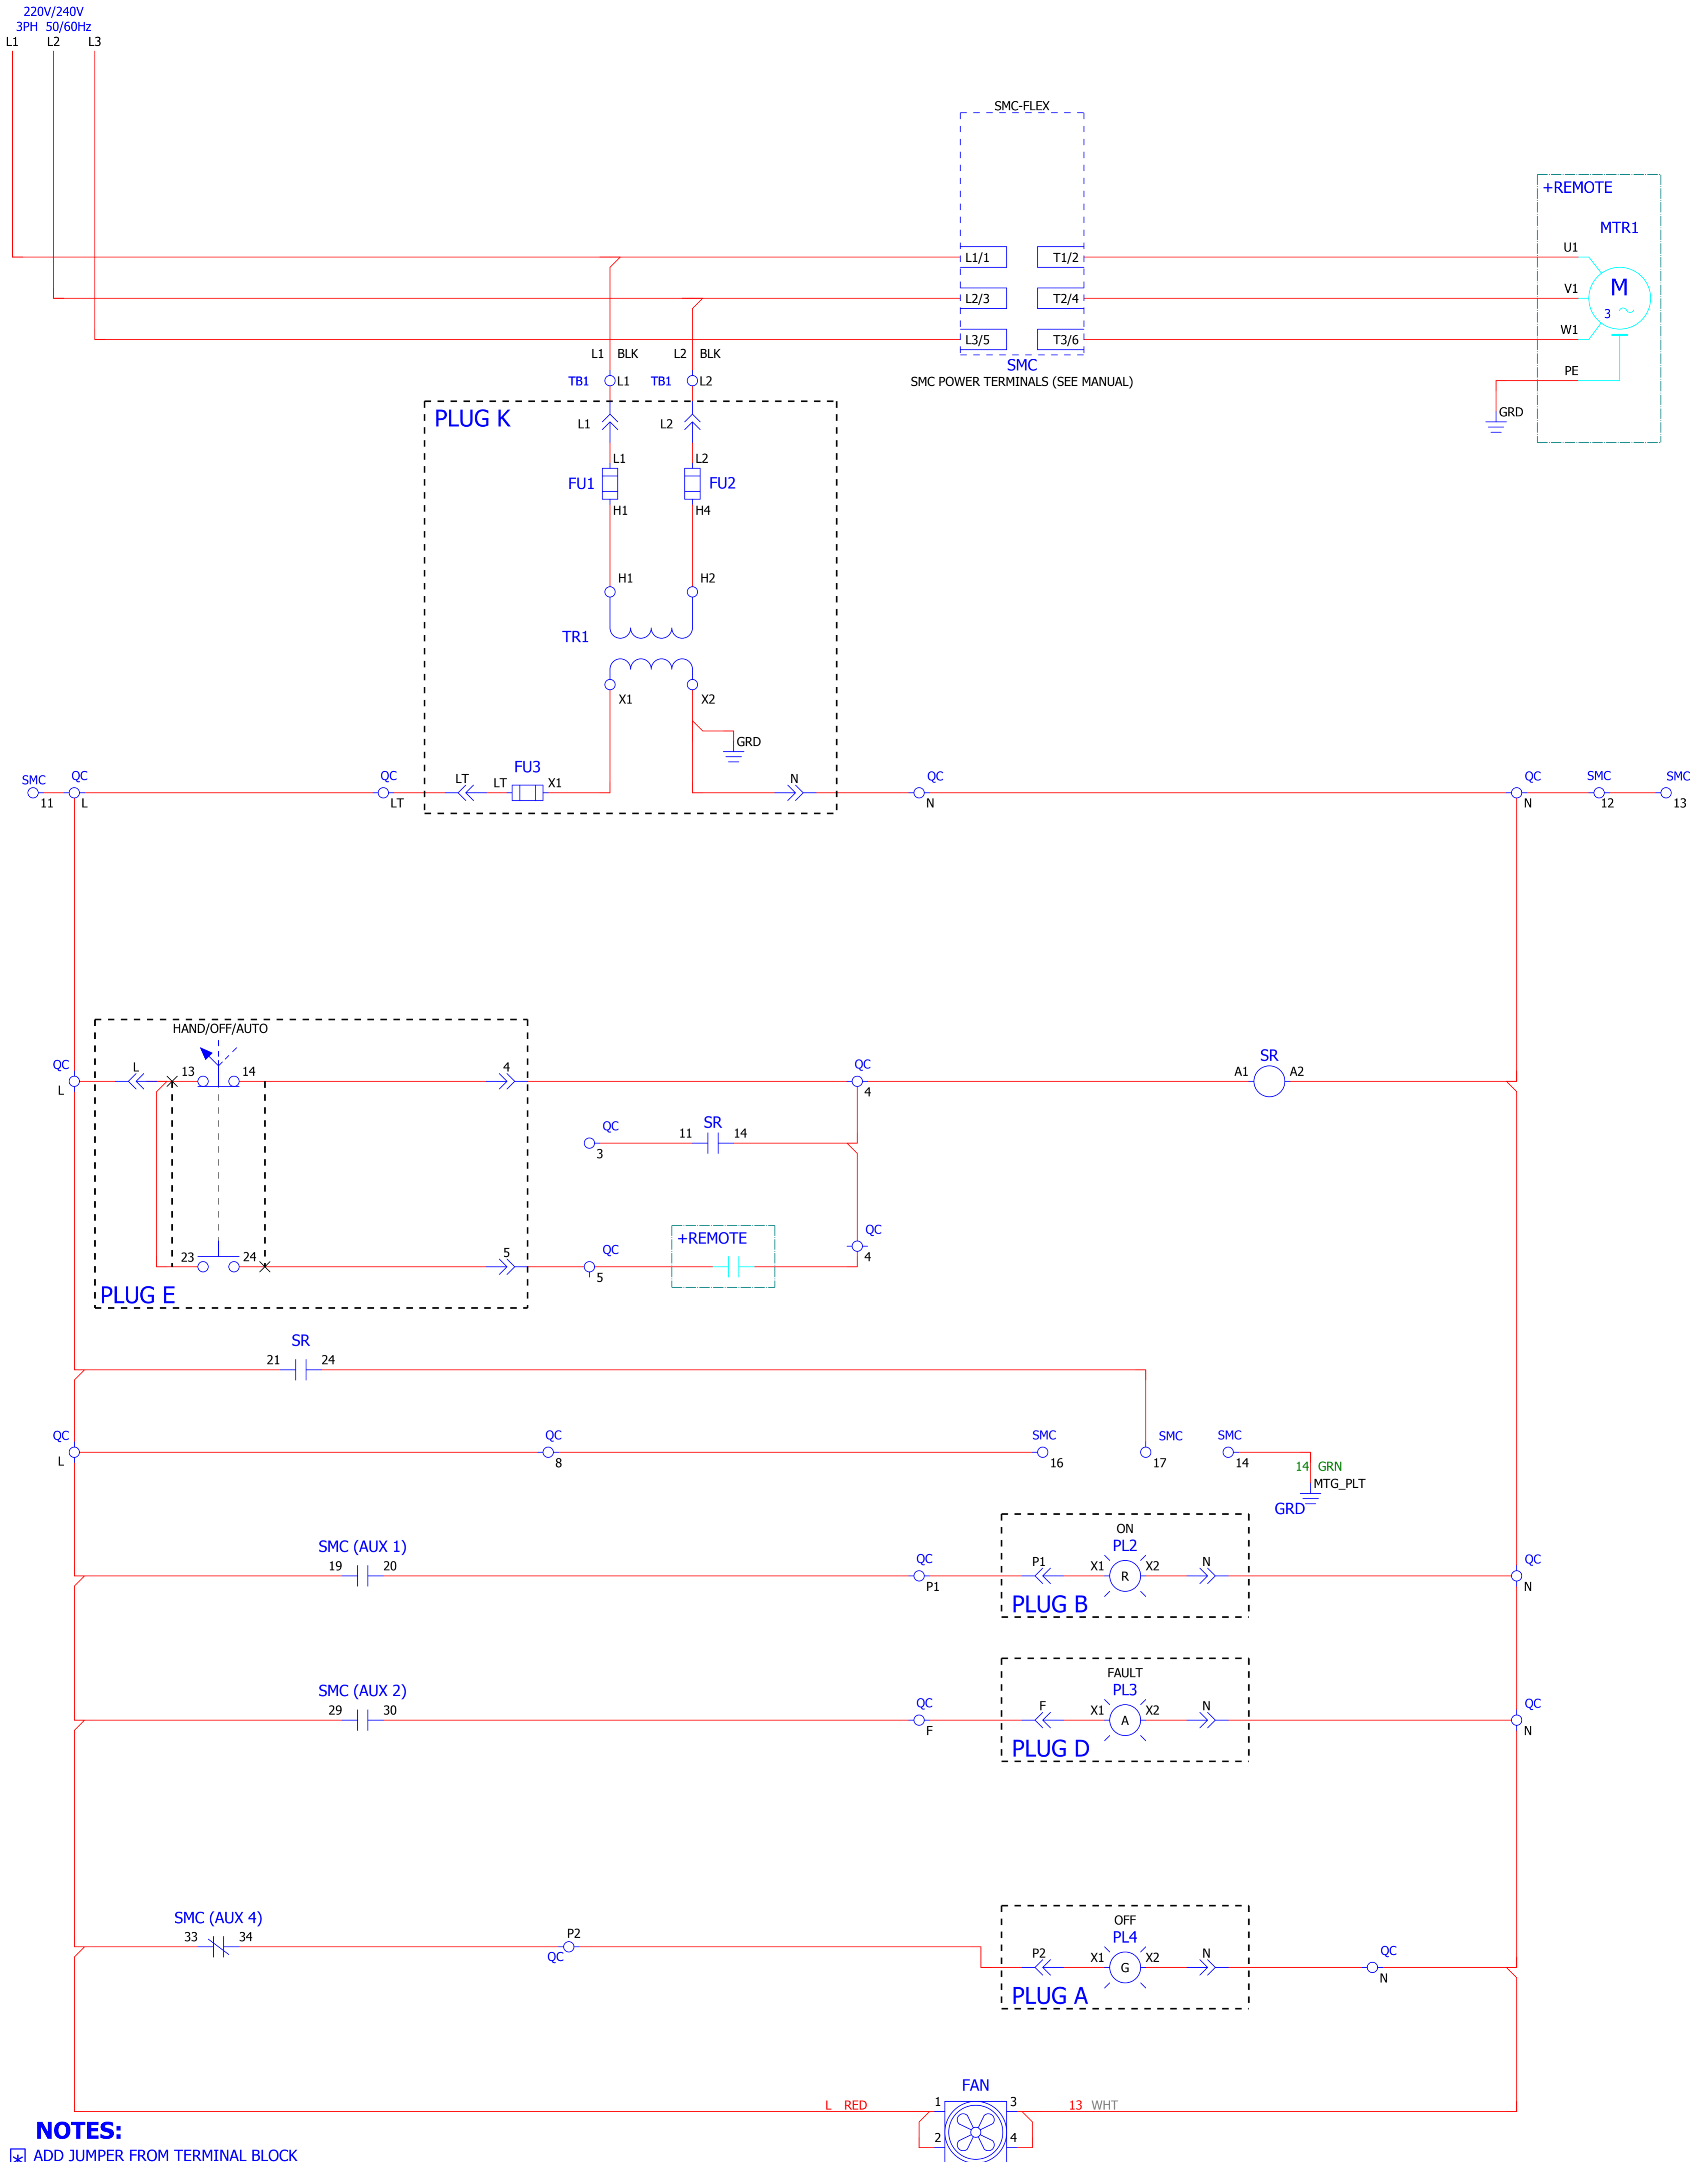 220V/240V
3PH 50/60Hz
L1 L2 L3
SMC-FLEX
+REMOTE
MTR1
L1/1 T1/2 U1
L2/3 T2/4 V1
M
3
L3/5 T3/6 W1
L1 BLK L2 BLK
SMC
SMC POWER TERMINALS (SEE MANUAL)
PE
TB1 L1 TB1 L2
GRD
PLUG K
L1 L2
L1 L2
FU1 FU2
H1 H4
H1 H2
TR1
X1 X2
GRD
SMC QC QC LT LT FU3 X1 N QC QC SMC SMC
11 L LT N N 12 13
HAND/OFF/AUTO
QC L 13 14 4 QC SR
L 4 A1 A2
QC SR
3 11 14
QC
+REMOTE
4
23 24 5 QC
5
PLUG E
SR
21 24
QC QC SMC SMC SMC
L 8 16 17 14
14 GRN
MTG_PLT
GRD
ON
SMC (AUX 1) PL2
19 20 QC P1 X1 R X2 N QC
P1 N
PLUG B
FAULT
SMC (AUX 2) PL3
29 30 QC F X1 A X2 N QC
F N
PLUG D
SMC (AUX 4) OFF
33 34 P2 PL4
QC P2 X1 G X2 N QC
N
PLUG A
FAN
L RED 1 3 13 WHT
2 4
NOTES:
* ADD JUMPER FROM TERMINAL BLOCK